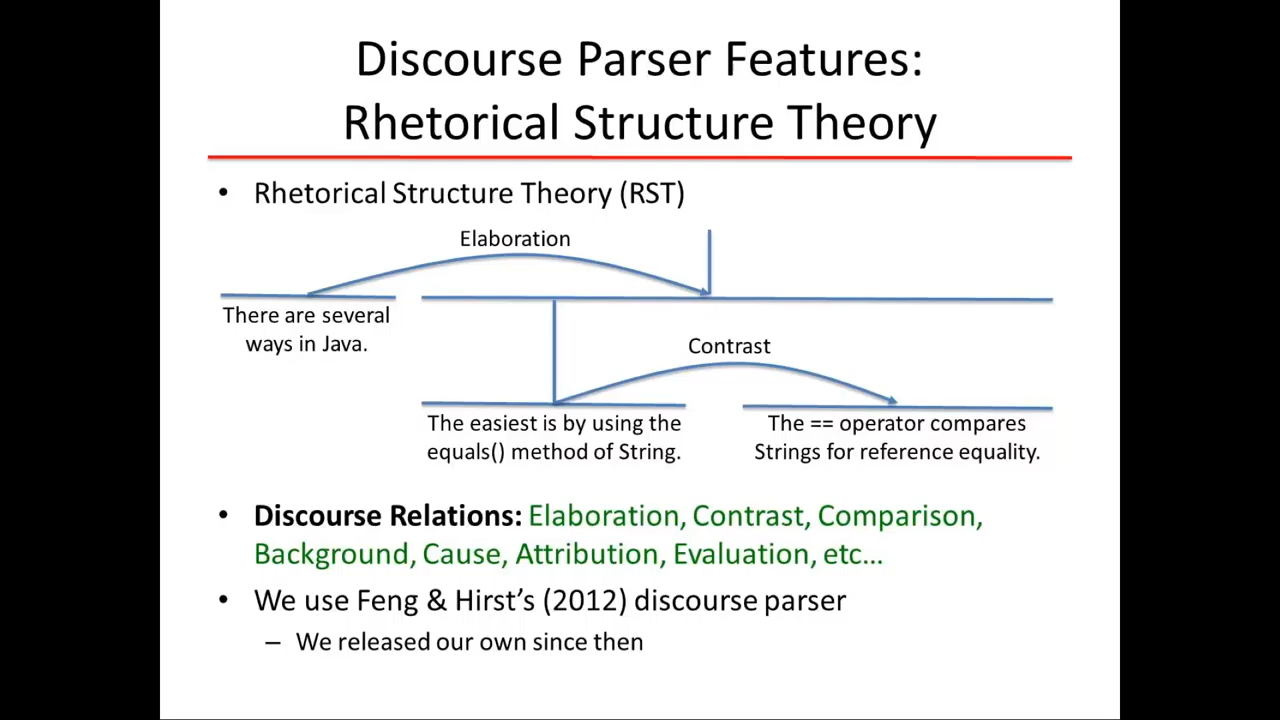 Discourse Parser Features:
Rhetorical Structure Theory
• Rhetorical Structure Theory (RST)
Elaboration
There are several
ways in Java.
Contrast
The easiest is by using the
equals() method of String.
The == operator compares
Strings for reference equality.
• Discourse Relations: Elaboration, Contrast, Comparison,
Background, Cause, Attribution, Evaluation, etc...
• We use Feng & Hirst's (2012) discourse parser
– We released our own since then